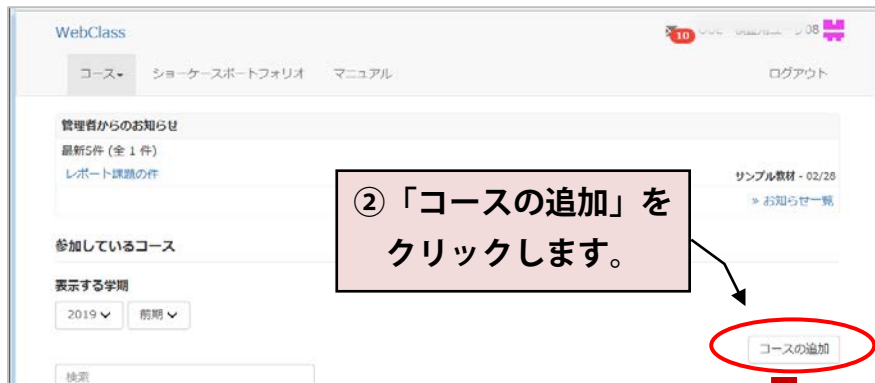 WebClass
10
08
コース
ショーケースポートフォリオ
マニュアル
ログアウト
管理者からのお知らせ
最新5件 (全 1 件)
レポート課題の件
サンプル教材 - 02/28
» お知らせ一覧
②「コースの追加」を
クリックします。
参加しているコース
表示する学期
2019
前期
コースの追加
検索